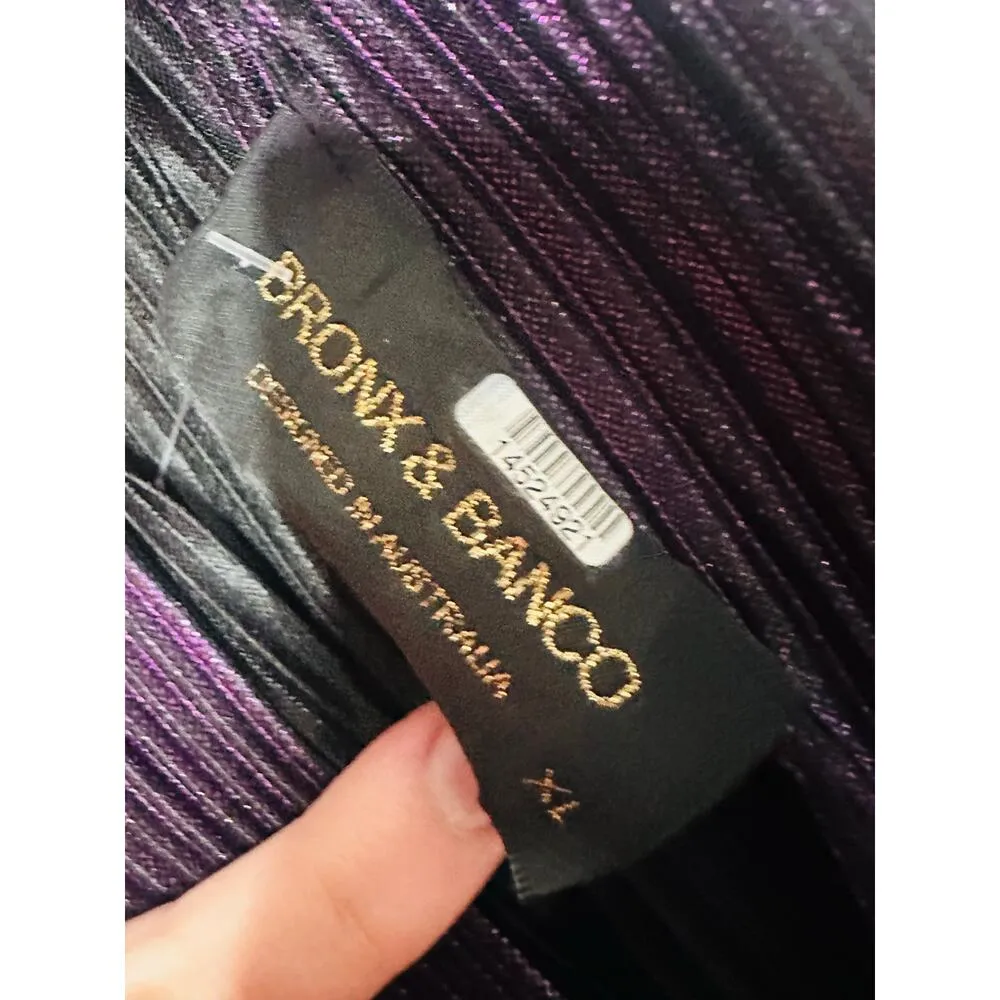 BRONX & BANCO
DESIGNED IN AUSTRALIA
1452492
XL